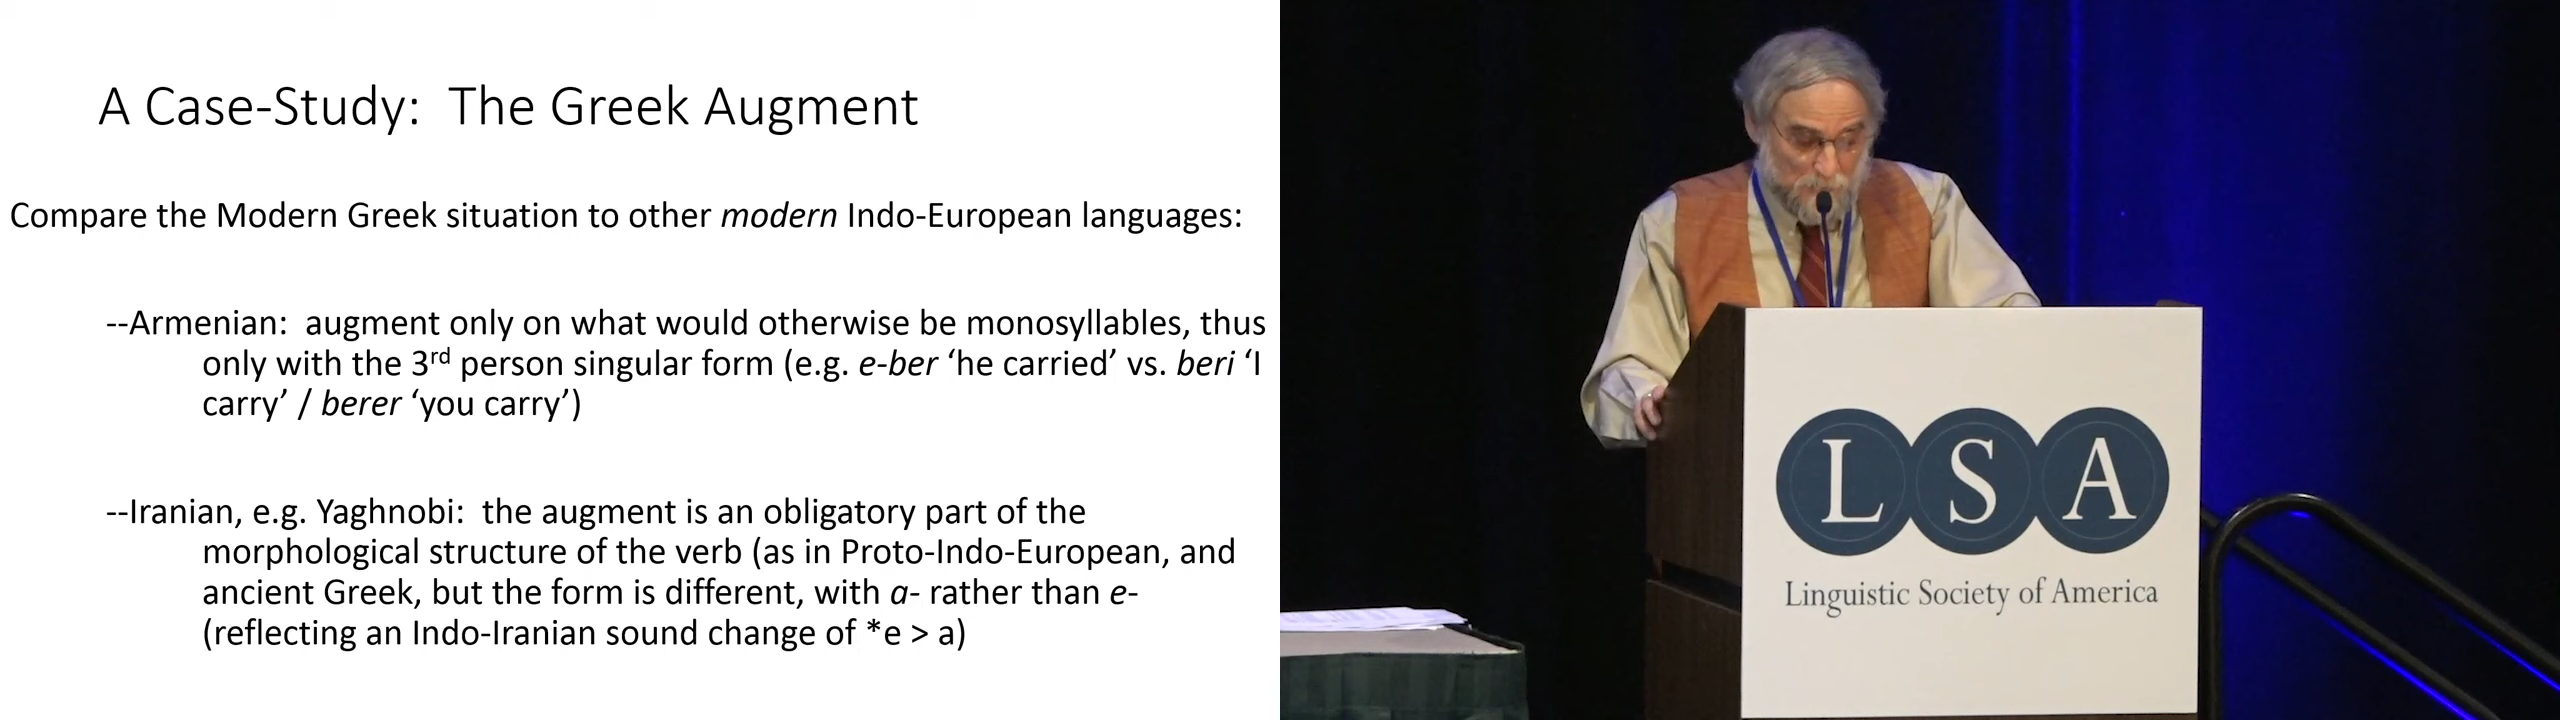 A Case-Study:  The Greek Augment
Compare the Modern Greek situation to other modern Indo-European languages:
--Armenian:  augment only on what would otherwise be monosyllables, thus
only with the 3rd person singular form (e.g. e-ber ‘he carried’ vs. beri ‘I
carry’ / berer ‘you carry’)
--Iranian, e.g. Yaghnobi:  the augment is an obligatory part of the
morphological structure of the verb (as in Proto-Indo-European, and
ancient Greek, but the form is different, with a- rather than e-
(reflecting an Indo-Iranian sound change of *e > a)
LSA
Linguistic Society of America